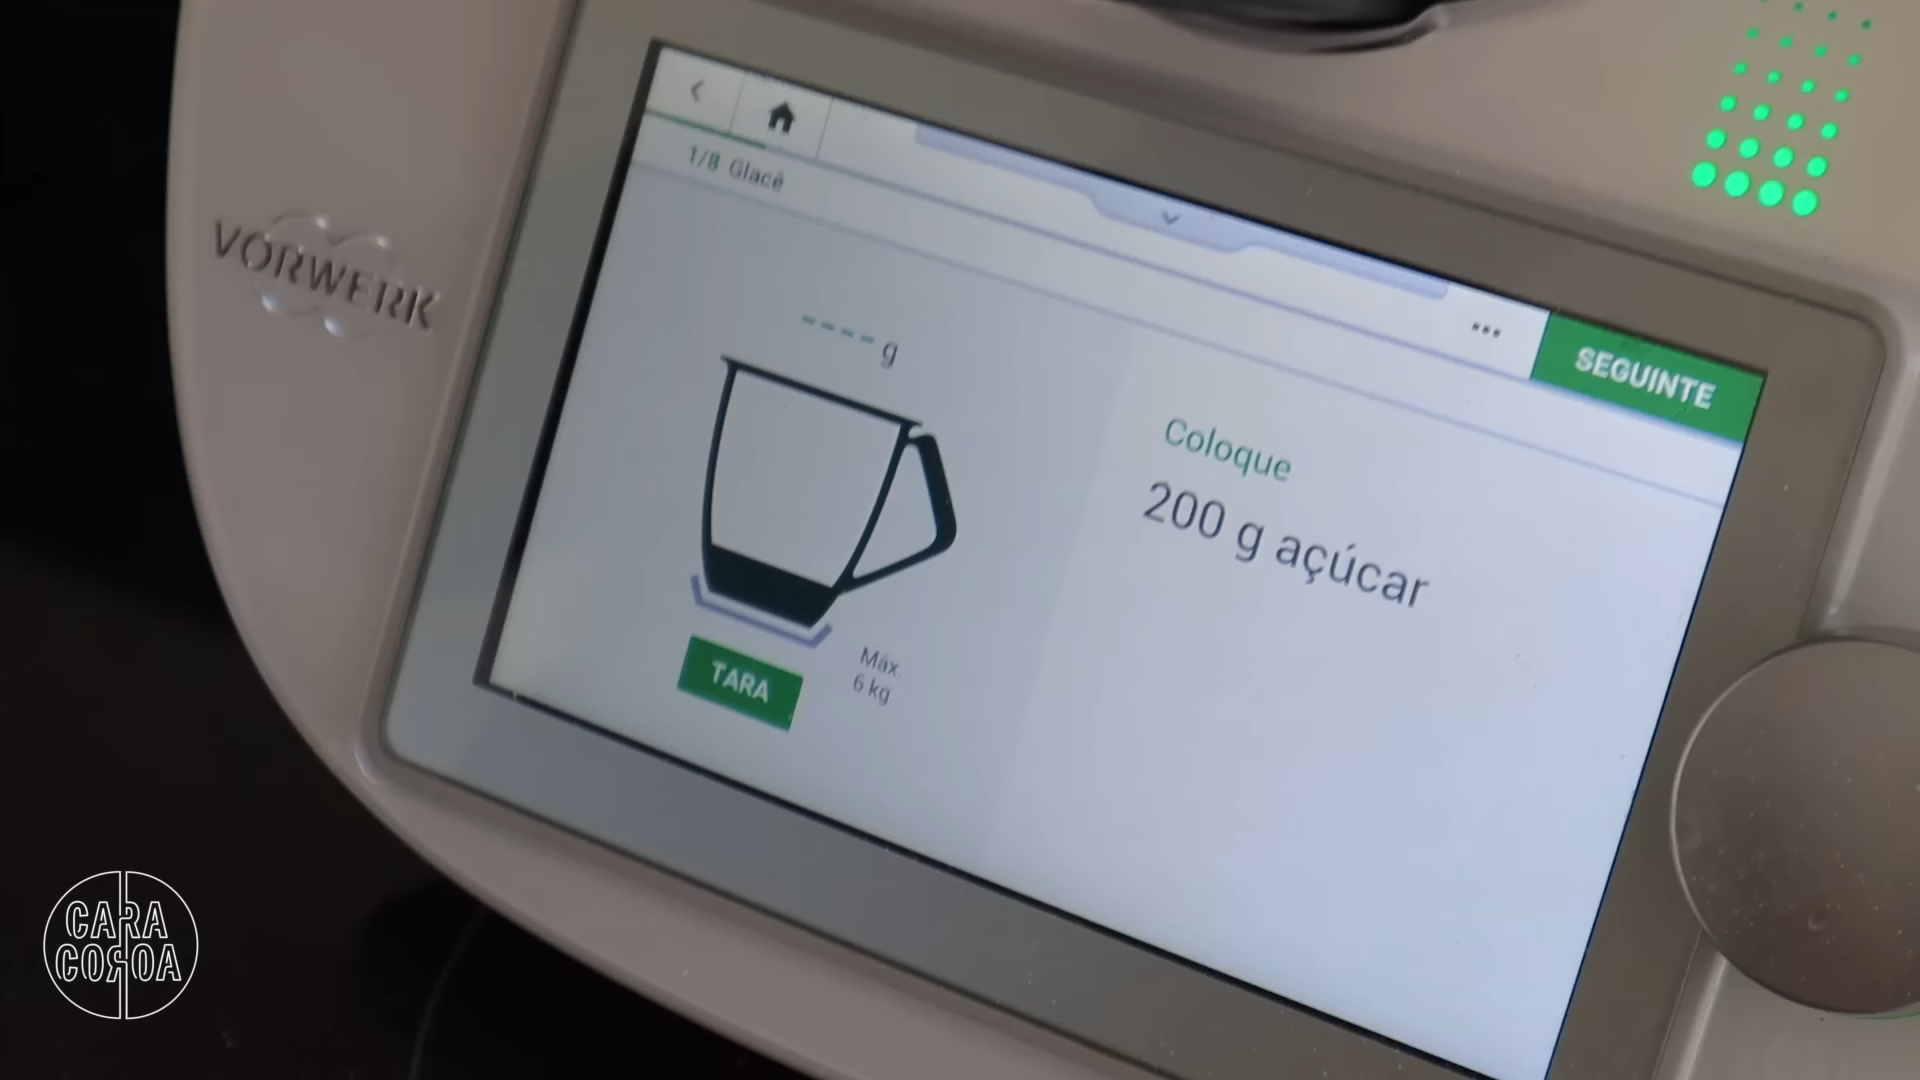 VORWERK
1/8 Glacê
---- g
SEGUINTE
Coloque
200 g açúcar
TARA
Máx.
6 kg
CARA
COROA